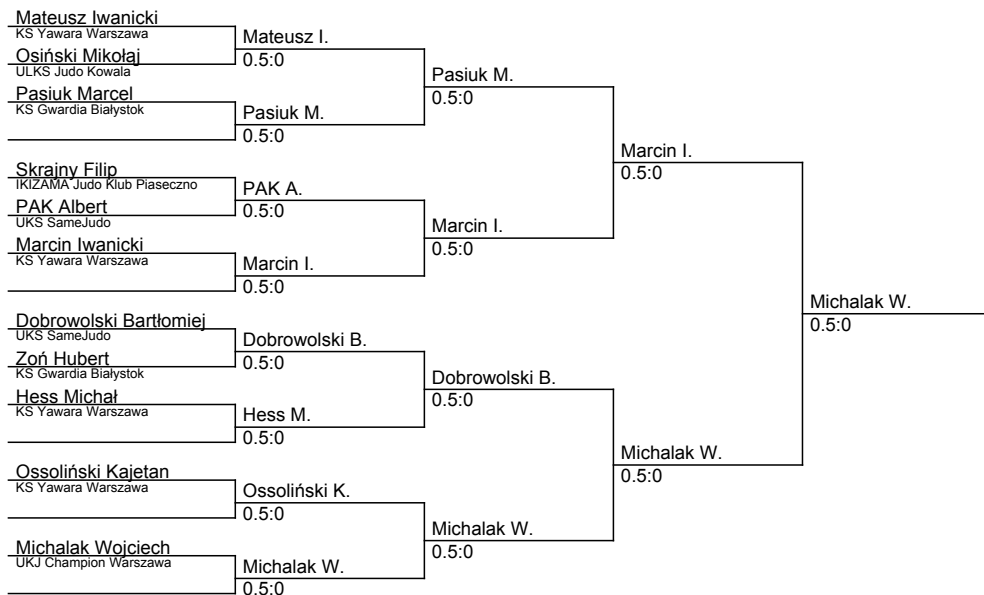 Mateusz Iwanicki
KS Yawara Warszawa
Osiński Mikołaj
ULKS Judo Kowala
Pasiuk Marcel
KS Gwardia Białystok
Skrajny Filip
IKIZAMA Judo Klub Piaseczno
PAK Albert
UKS SameJudo
Marcin Iwanicki
KS Yawara Warszawa
Dobrowolski Bartłomiej
UKS SameJudo
Zoń Hubert
KS Gwardia Białystok
Hess Michał
KS Yawara Warszawa
Ossoliński Kajetan
KS Yawara Warszawa
Michalak Wojciech
UKJ Champion Warszawa
Mateusz I.
0.5:0
Pasiuk M.
0.5:0
PAK A.
0.5:0
Marcin I.
0.5:0
Dobrowolski B.
0.5:0
Hess M.
0.5:0
Ossoliński K.
0.5:0
Michalak W.
0.5:0
Pasiuk M.
0.5:0
Marcin I.
0.5:0
Dobrowolski B.
0.5:0
Michalak W.
0.5:0
Marcin I.
0.5:0
Michalak W.
0.5:0
Michalak W.
0.5:0